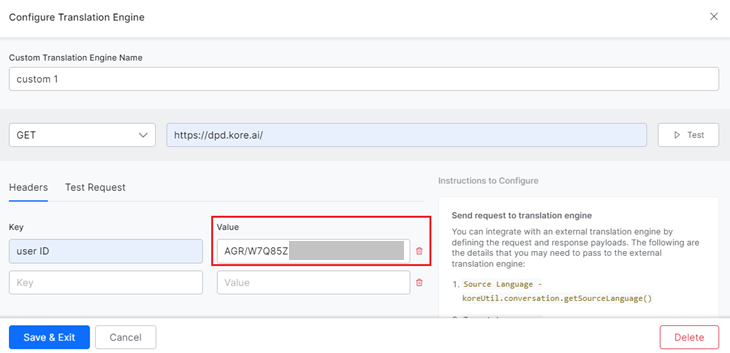 Configure Translation Engine
Custom Translation Engine Name
custom 1
GET
https://dpd.kore.ai/
Test
Headers
Test Request
Key
Value
user ID
AGR/W7Q85Z
Key
Value
Instructions to Configure
Send request to translation engine
You can integrate with an external translation engine by
defining the request and response payloads. The following are
the details that you may need to pass to the external
translation engine:
1. Source Language -
koreUtil.conversation.getSourceLanguage()
Save & Exit
Cancel
Delete